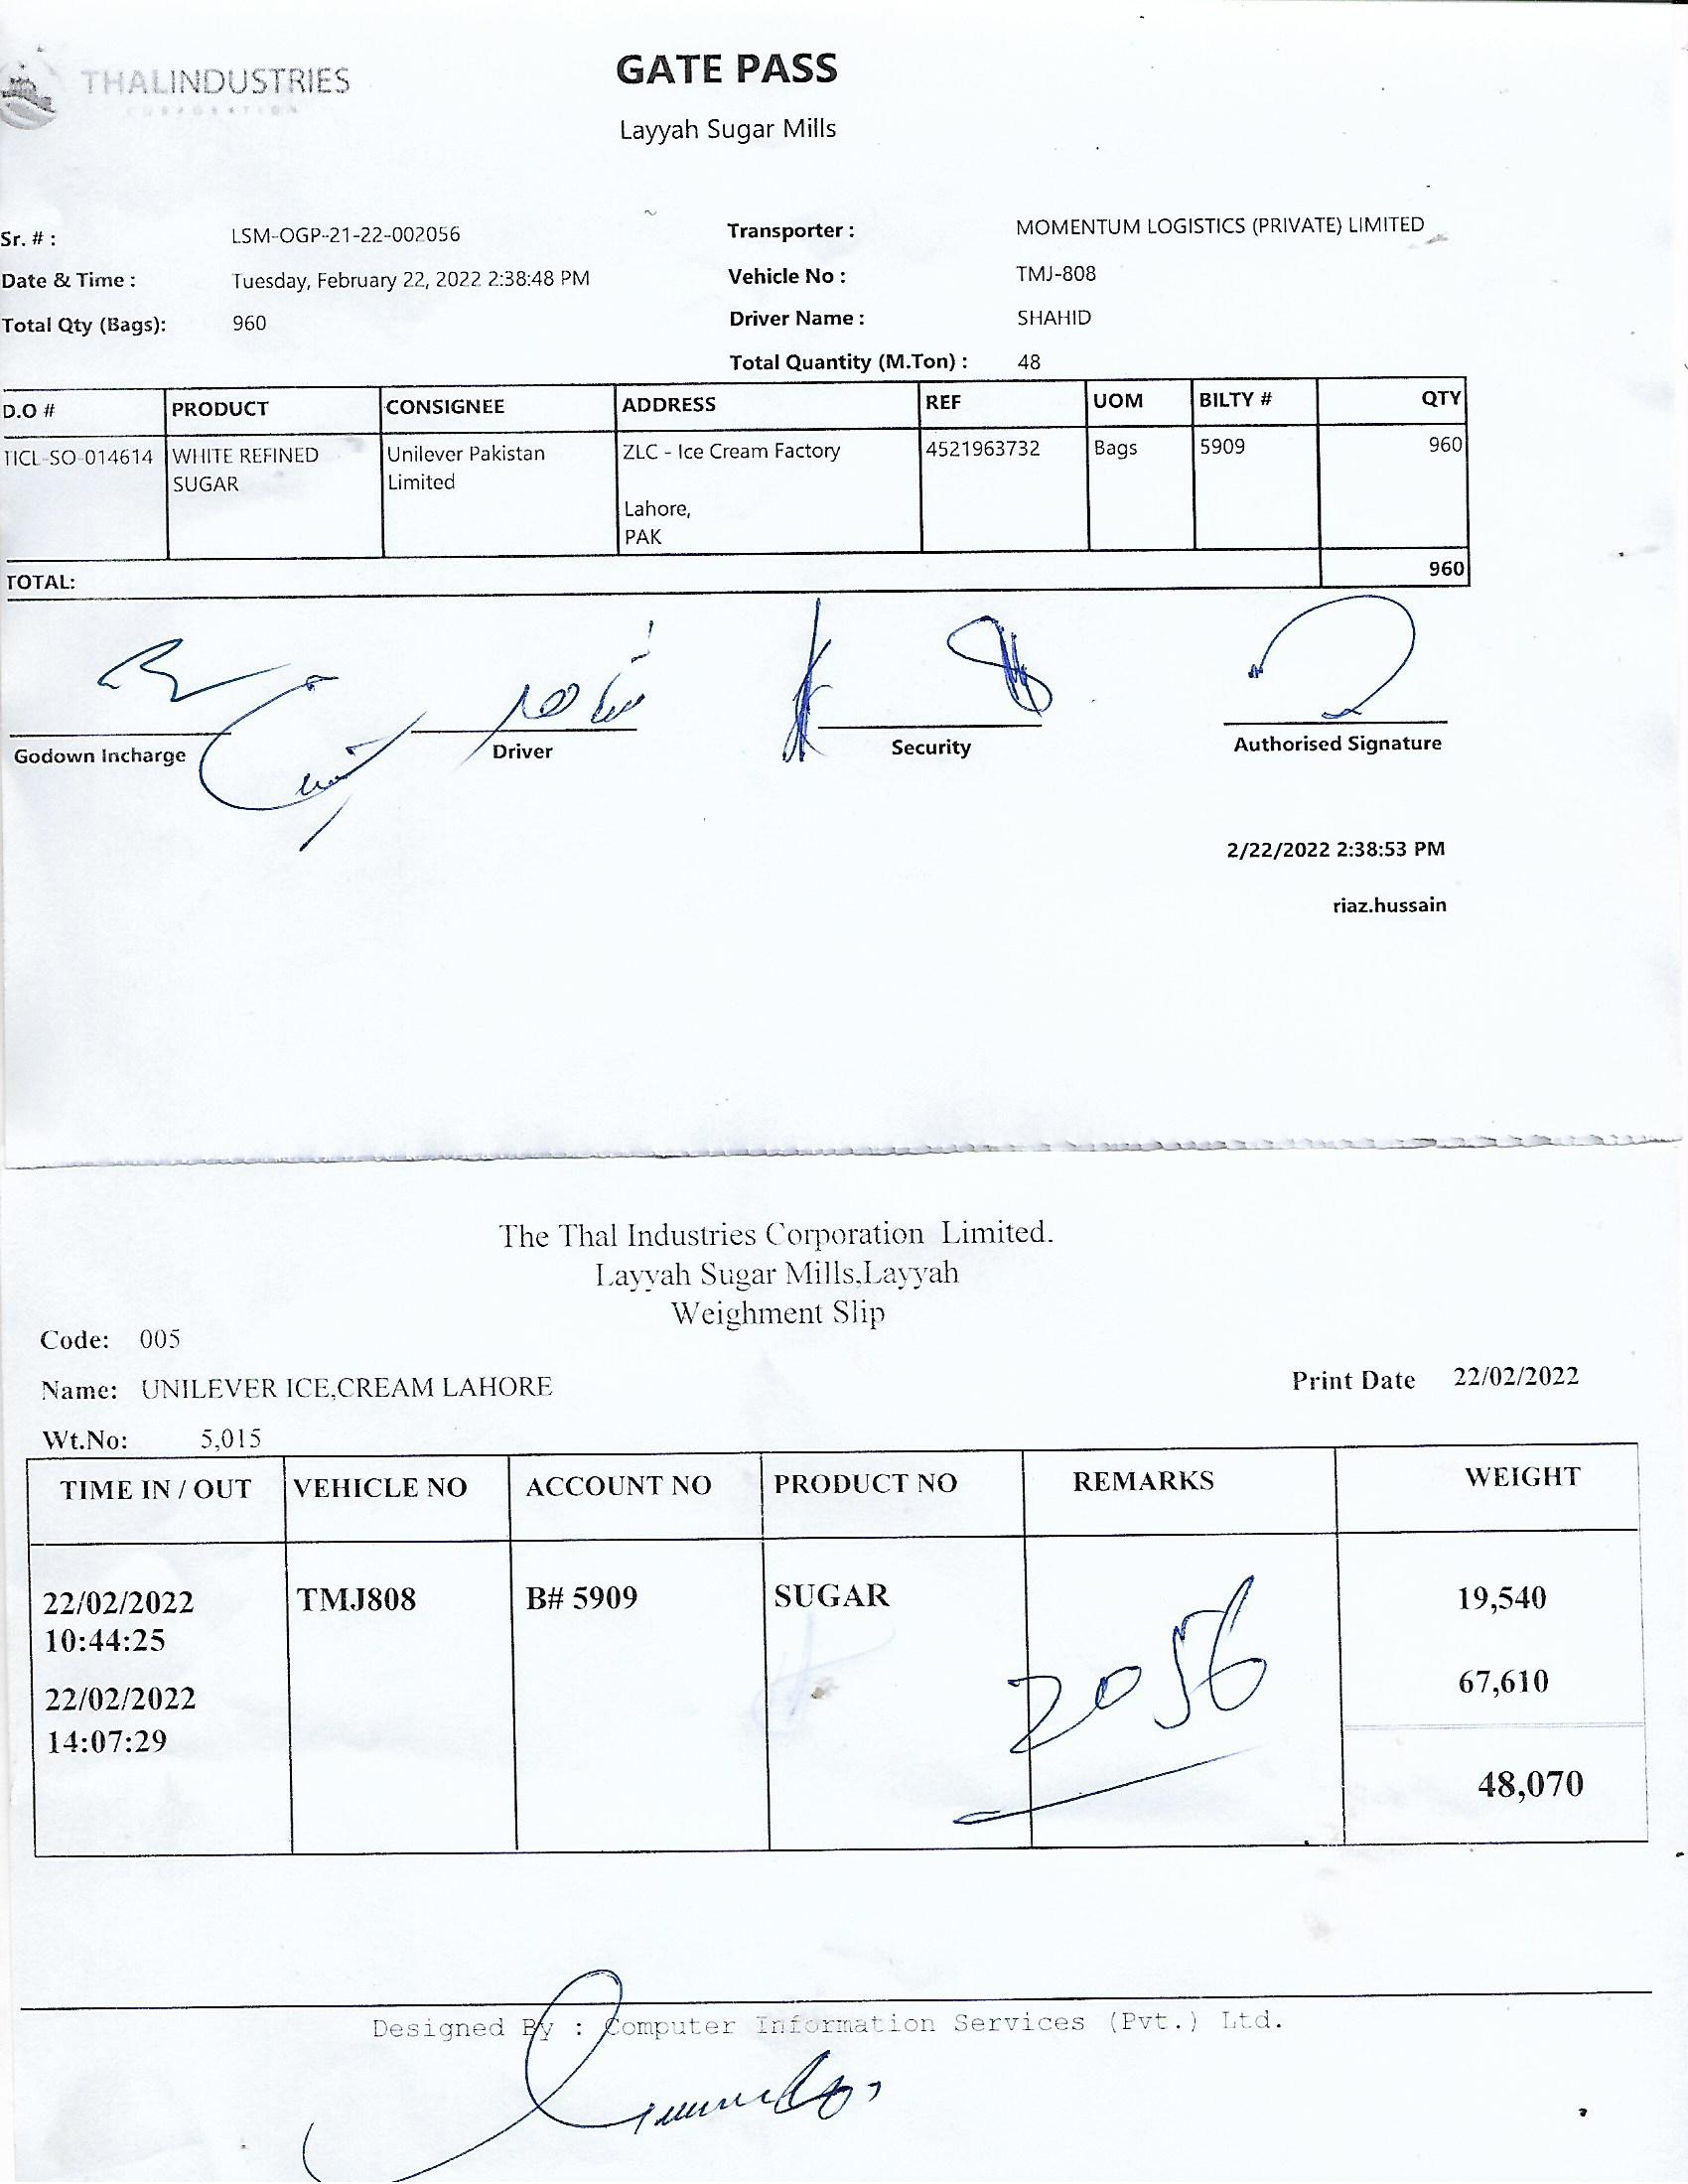 THALINDUSTRIES
CORPORATION
GATE PASS
Layyah Sugar Mills
Sr. # : LSM-OGP-21-22-002056
Transporter : MOMENTUM LOGISTICS (PRIVATE) LIMITED
Date & Time : Tuesday, February 22, 2022 2:38:48 PM
Vehicle No : TMJ-808
Total Qty (Bags): 960
Driver Name : SHAHID
Total Quantity (M.Ton) : 48
D.O # PRODUCT CONSIGNEE ADDRESS REF UOM BILTY # QTY
TICL-SO-014614 WHITE REFINED Unilever Pakistan ZLC - Ice Cream Factory 4521963732 Bags 5909 960
SUGAR Limited
Lahore,
PAK
TOTAL: 960
شاہد
Godown Incharge Driver Security Authorised Signature
2/22/2022 2:38:53 PM
riaz.hussain
The Thal Industries Corporation Limited.
Layyah Sugar Mills,Layyah
Weighment Slip
Code: 005
Name: UNILEVER ICE,CREAM LAHORE
Print Date 22/02/2022
Wt.No: 5,015
TIME IN / OUT VEHICLE NO ACCOUNT NO PRODUCT NO REMARKS WEIGHT
22/02/2022 TMJ808 B# 5909 SUGAR 19,540
10:44:25
22/02/2022 67,610
14:07:29
2056
48,070
Designed By : Computer Information Services (Pvt.) Ltd.